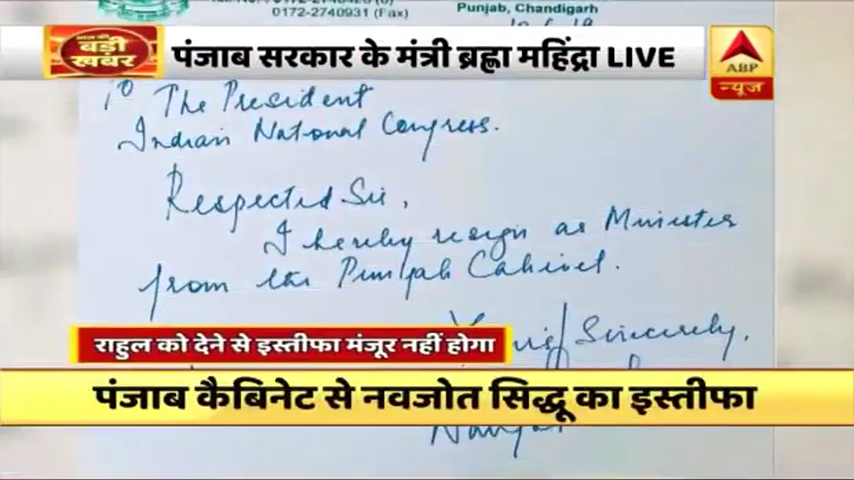 0172-2740931 (Fax)
Punjab, Chandigarh
बड़ी
खबर
पंजाब सरकार के मंत्री ब्रह्म महिंद्रा LIVE
ABP
न्यूज़
To The President
Indian National Congress.
Respected Sir,
I hereby resign as Minister
from the Punjab Cabinet.
Sincerely,
राहुल को देने से इस्तीफा मंजूर नहीं होगा
पंजाब कैबिनेट से नवजोत सिद्धू का इस्तीफा